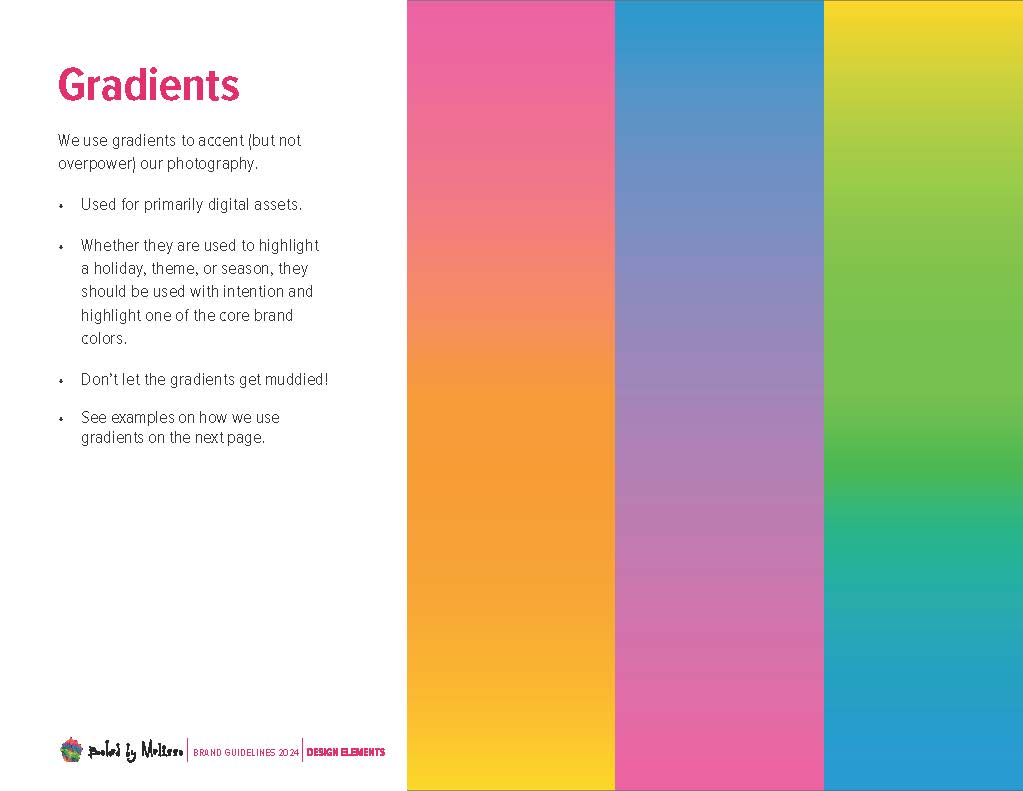 Gradients
We use gradients to accent (but not
overpower) our photography.
• Used for primarily digital assets.
• Whether they are used to highlight
a holiday, theme, or season, they
should be used with intention and
highlight one of the core brand
colors.
• Don’t let the gradients get muddied!
• See examples on how we use
gradients on the next page.
Baked by Melissa | BRAND GUIDELINES 2024 | DESIGN ELEMENTS